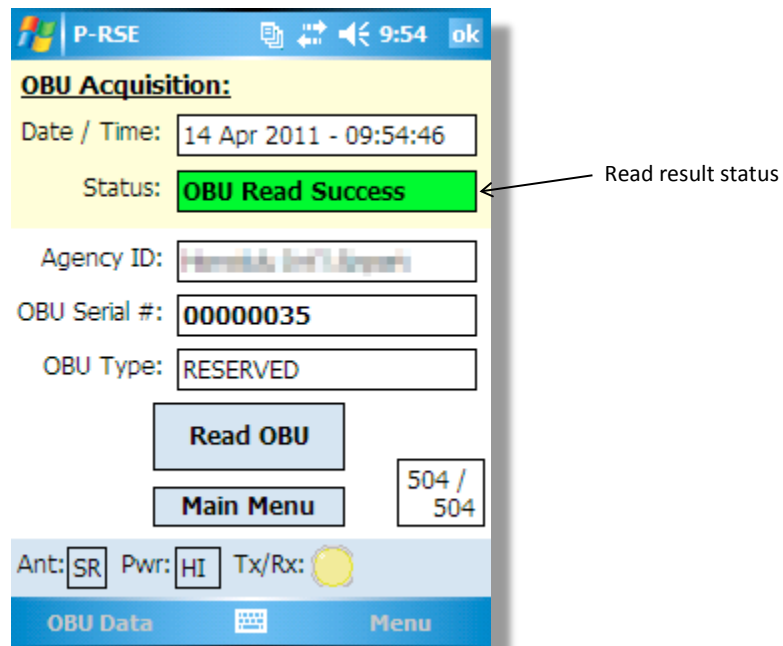 P-RSE 9:54 ok
OBU Acquisition:
Date / Time: 14 Apr 2011 - 09:54:46
Status: OBU Read Success
Read result status
Agency ID:
OBU Serial #: 00000035
OBU Type: RESERVED
Read OBU
504 /
504
Main Menu
Ant: SR Pwr: HI Tx/Rx:
OBU Data Menu